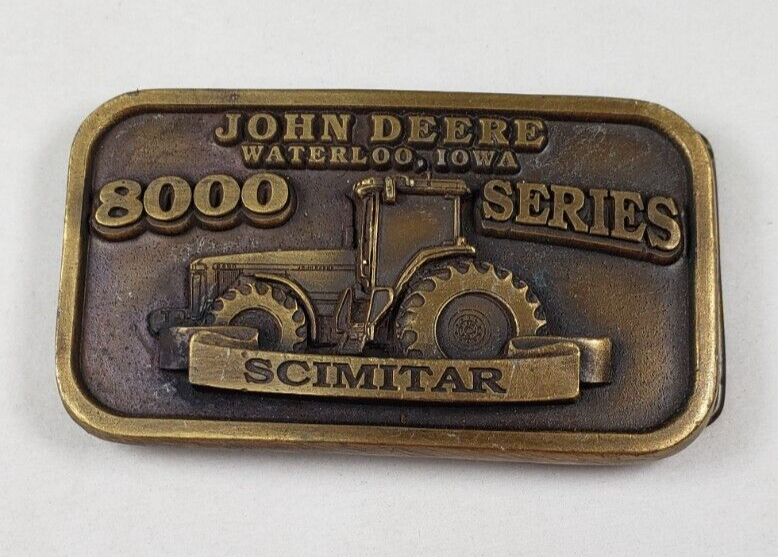 JOHN DEERE
WATERLOO, IOWA
8000 SERIES
SCIMITAR